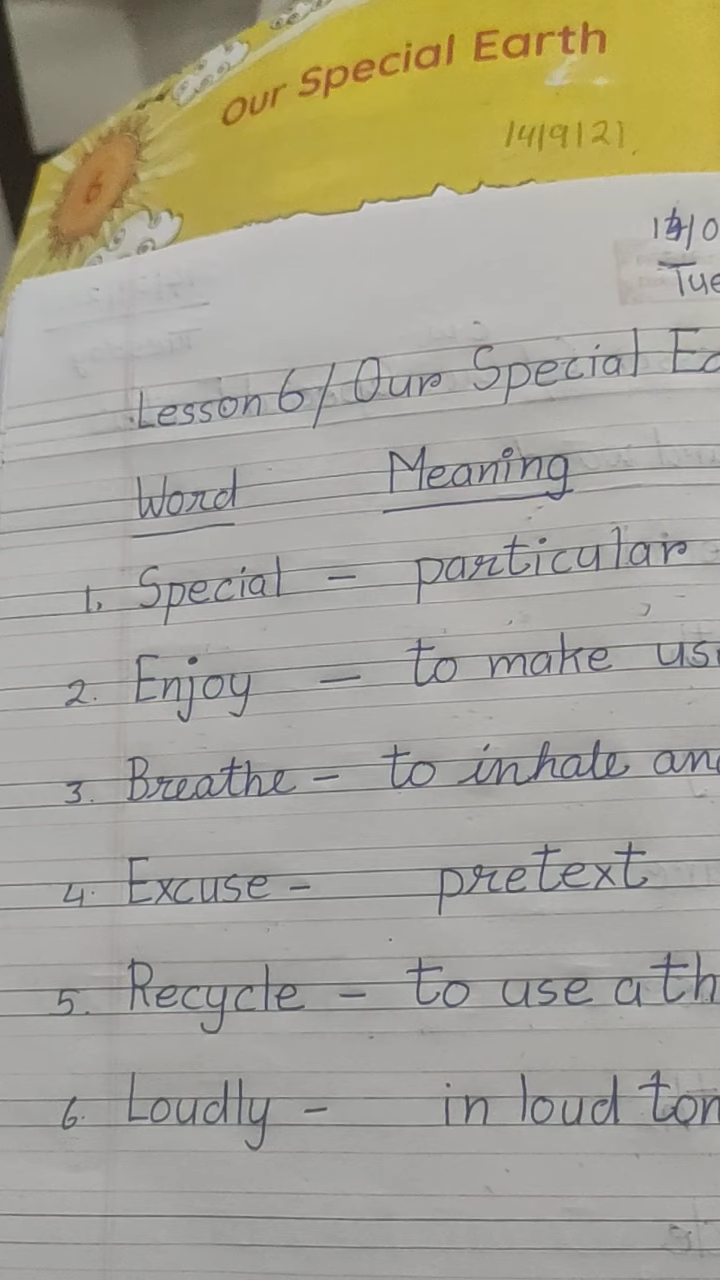 Our Special Earth
14/9/21
6
Tue
Lesson 6/ Our Special
Word Meaning
1. Special - particular
2. Enjoy - to make
3. Breathe - to inhale
4. Excuse - pretext
5. Recycle - to use a
6. Loudly - in loud